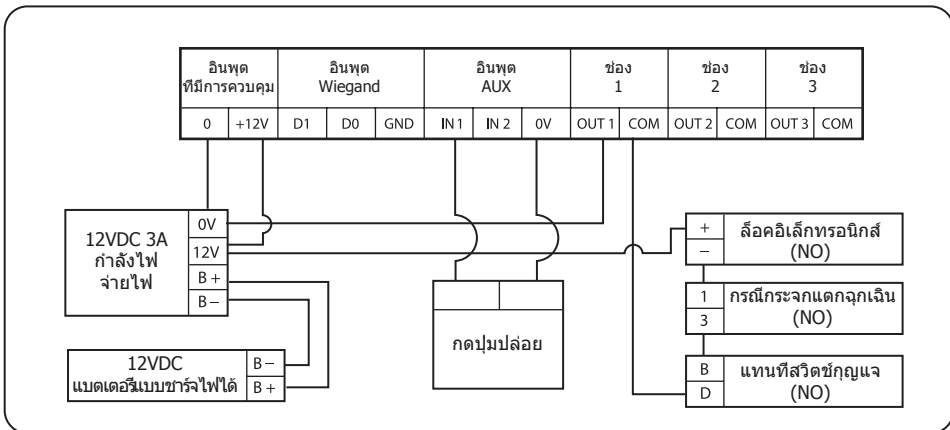 อินพุต
ทีมีการควบคุม
อินพุต
Wiegand
อินพุต
AUX
ช่อง
1
ช่อง
2
ช่อง
3
0 +12V D1 D0 GND IN 1 IN 2 0V OUT 1 COM OUT 2 COM OUT 3 COM
12VDC 3A
กำลังไฟ
จ่ายไฟ
0V
12V
B +
B –
12VDC
แบตเตอรีแบบชาร์จไฟได้
B –
B +
กดปุมปล่อย
+
–
ล็อคอิเล็กทรอนิกส์
(NO)
1
3
กรณีกระจกแตกฉุกเฉิน
(NO)
B
D
แทนทีสวิตช์กุญแจ
(NO)